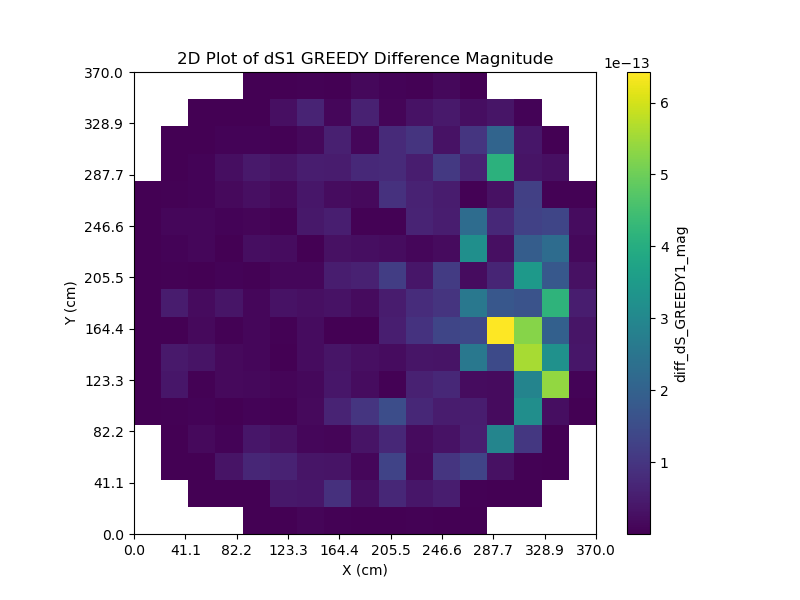 2D Plot of dS1 GREEDY Difference Magnitude
1e−13
370.0
328.9
287.7
246.6
205.5
164.4
123.3
82.2
41.1
0.0
Y (cm)
0.0 41.1 82.2 123.3 164.4 205.5 246.6 287.7 328.9 370.0
X (cm)
6
5
4
3
2
1
diff_dS_GREEDY1_mag